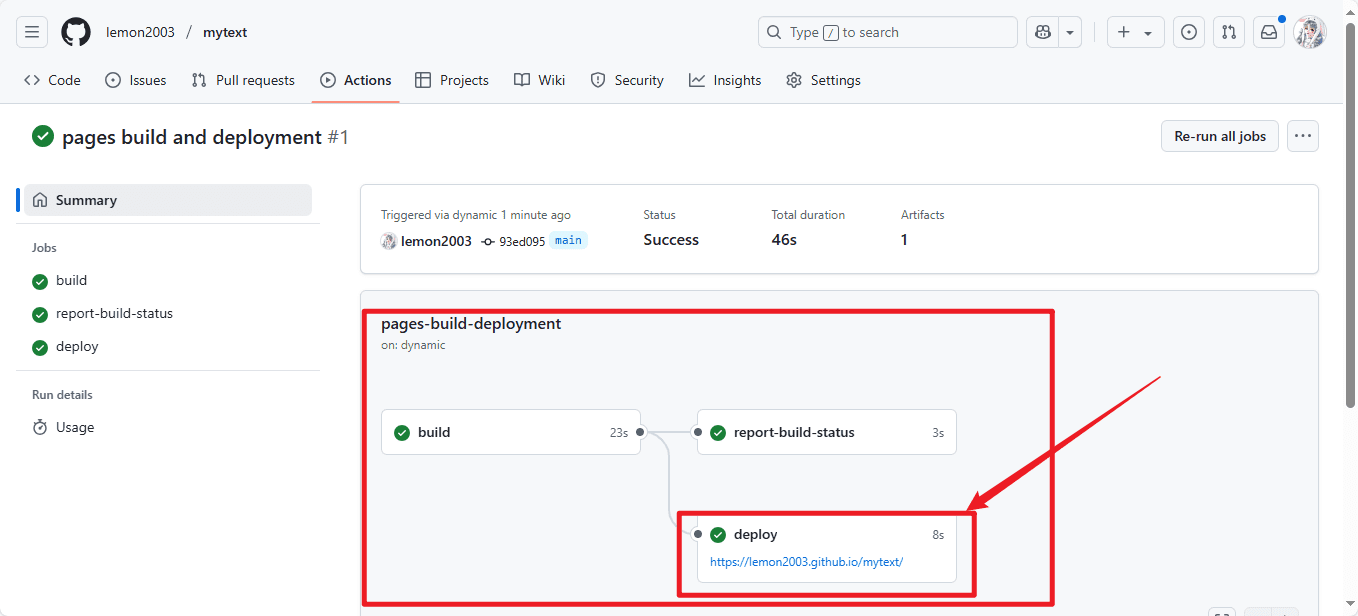 lemon2003 / mytext
Type / to search
Code Issues Pull requests Actions Projects Wiki Security Insights Settings
pages build and deployment #1
Re-run all jobs
Summary
Jobs
build
report-build-status
deploy
Run details
Usage
Triggered via dynamic 1 minute ago
lemon2003 93ed095 main
Status
Success
Total duration
46s
Artifacts
1
pages-build-deployment
on: dynamic
build 23s
report-build-status 3s
deploy 8s
https://lemon2003.github.io/mytext/